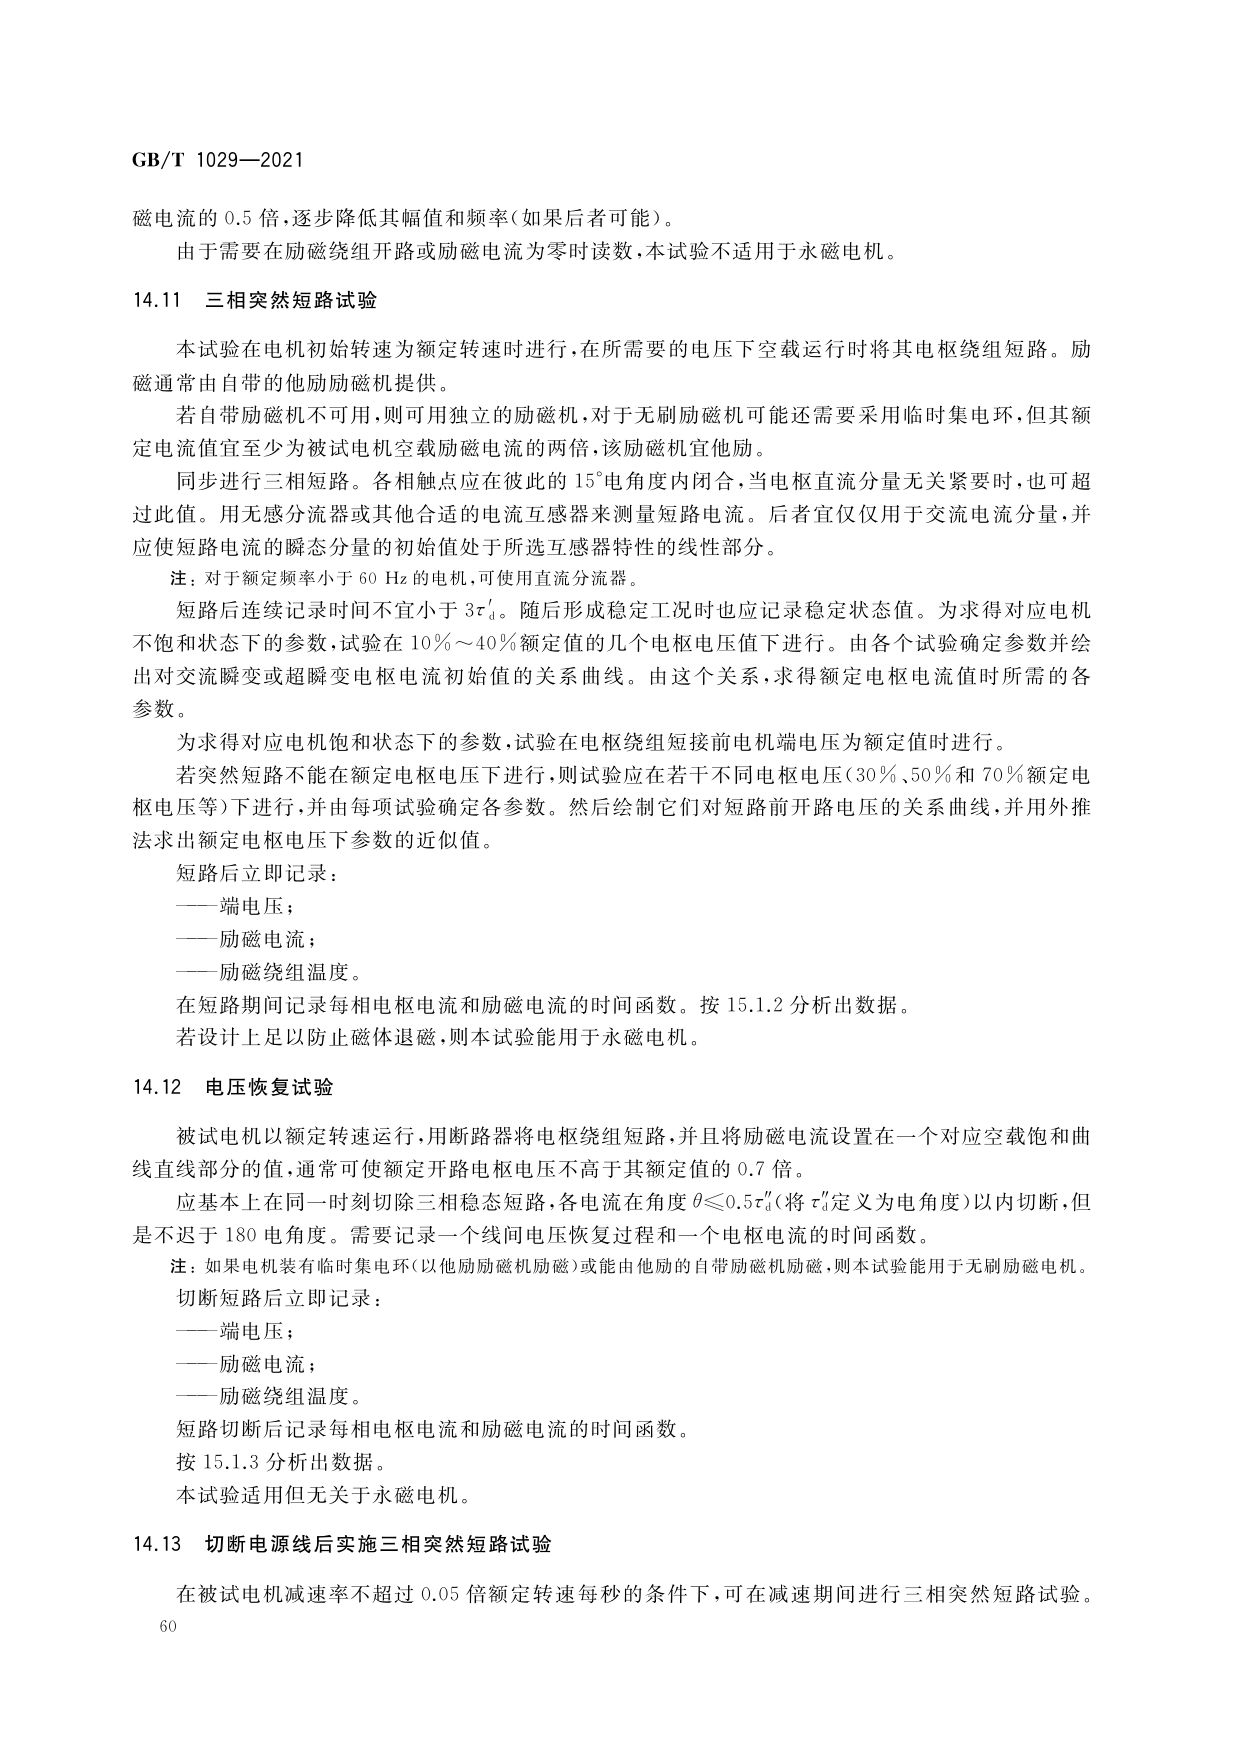 GB/T 1029—2021
磁电流的 0.5 倍,逐步降低其幅值和频率(如果后者可能)。
由于需要在励磁绕组开路或励磁电流为零时读数,本试验不适用于永磁电机。
14.11 三相突然短路试验
本试验在电机初始转速为额定转速时进行,在所需要的电压下空载运行时将其电枢绕组短路。励
磁通常由自带的他励励磁机提供。
若自带励磁机不可用,则可用独立的励磁机,对于无刷励磁机可能还需要采用临时集电环,但其额
定电流值宜至少为被试电机空载励磁电流的两倍,该励磁机宜他励。
同步进行三相短路。各相触点应在彼此的 15°电角度内闭合,当电枢直流分量无关紧要时,也可超
过此值。用无感分流器或其他合适的电流互感器来测量短路电流。后者宜仅仅用于交流电流分量,并
应使短路电流的瞬态分量的初始值处于所选互感器特性的线性部分。
注: 对于额定频率小于 60 Hz 的电机,可使用直流分流器。
短路后连续记录时间不宜小于 3τ′d。随后形成稳定工况时也应记录稳定状态值。为求得对应电机
不饱和状态下的参数,试验在 10%～40%额定值的几个电枢电压值下进行。由各个试验确定参数并绘
出对交流瞬变或超瞬变电枢电流初始值的关系曲线。由这个关系,求得额定电枢电流值时所需的各
参数。
为求得对应电机饱和状态下的参数,试验在电枢绕组短接前电机端电压为额定值时进行。
若突然短路不能在额定电枢电压下进行,则试验应在若干不同电枢电压(30%、50%和 70%额定电
枢电压等)下进行,并由每项试验确定各参数。然后绘制它们对短路前开路电压的关系曲线,并用外推
法求出额定电枢电压下参数的近似值。
短路后立即记录:
——端电压;
——励磁电流;
——励磁绕组温度。
在短路期间记录每相电枢电流和励磁电流的时间函数。按 15.1.2 分析出数据。
若设计上足以防止磁体退磁,则本试验能用于永磁电机。
14.12 电压恢复试验
被试电机以额定转速运行,用断路器将电枢绕组短路,并且将励磁电流设置在一个对应空载饱和曲
线直线部分的值,通常可使额定开路电枢电压不高于其额定值的 0.7 倍。
应基本上在同一时刻切除三相稳态短路,各电流在角度 θ≤0.5τ″d(将 τ″d定义为电角度)以内切断,但
是不迟于 180 电角度。需要记录一个线间电压恢复过程和一个电枢电流的时间函数。
注: 如果电机装有临时集电环(以他励励磁机励磁)或能由他励的自带励磁机励磁,则本试验能用于无刷励磁电机。
切断短路后立即记录:
——端电压;
——励磁电流;
——励磁绕组温度。
短路切断后记录每相电枢电流和励磁电流的时间函数。
按 15.1.3 分析出数据。
本试验适用但无关于永磁电机。
14.13 切断电源线后实施三相突然短路试验
在被试电机减速率不超过 0.05 倍额定转速每秒的条件下,可在减速期间进行三相突然短路试验。
60